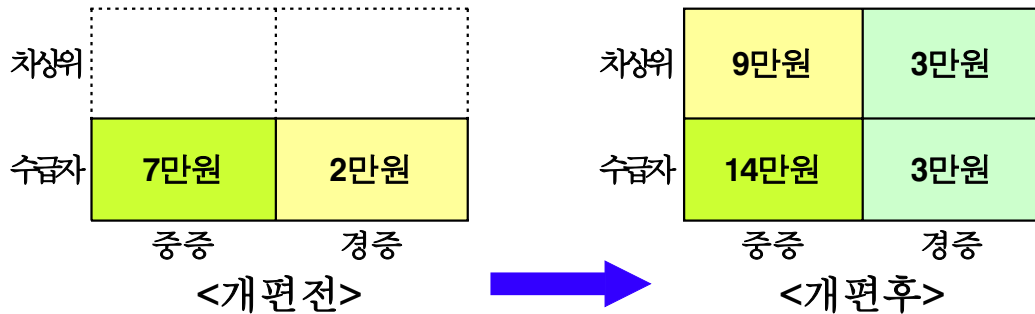 차상위
수급자 7만원 2만원
중증 경증
<개편전>
차상위 9만원 3만원
수급자 14만원 3만원
중증 경증
<개편후>